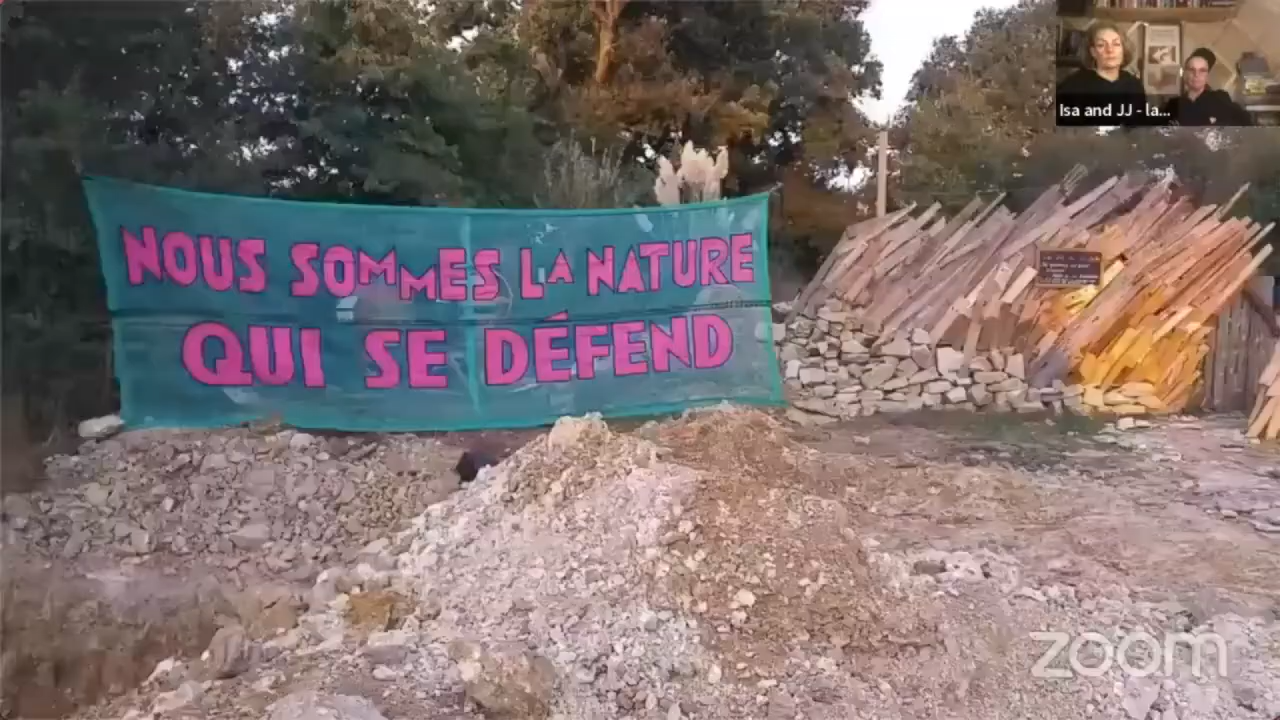 Isa and JJ - la...
NOUS SOMMES LA NATURE
QUI SE DÉFEND
zoom